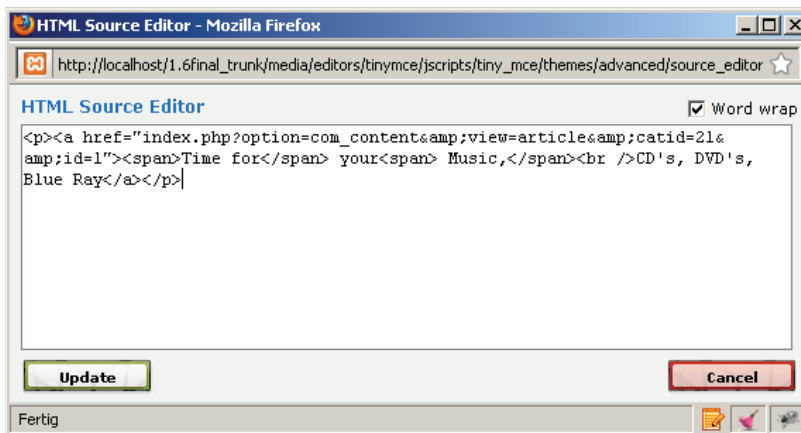 HTML Source Editor - Mozilla Firefox
http://localhost/1.6final_trunk/media/editors/tinymce/jscripts/tiny_mce/themes/advanced/source_editor
HTML Source Editor
Word wrap
<p><a href="index.php?option=com_content&amp;view=article&amp;catid=21&
amp;id=1"><span>Time for</span> your<span> Music,</span><br />CD's, DVD's,
Blue Ray</a></p>
Update
Cancel
Fertig